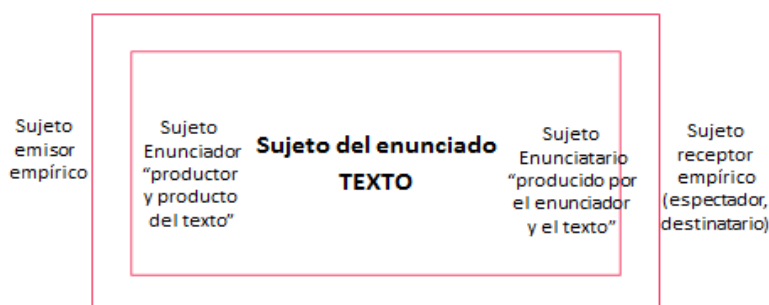 Sujeto
emisor
empírico
Sujeto
Enunciador
“productor
y producto
del texto”
Sujeto del enunciado
TEXTO
Sujeto
Enunciatario
“producido por
el enunciador
y el texto”
Sujeto
receptor
empírico
(espectador,
destinatario)